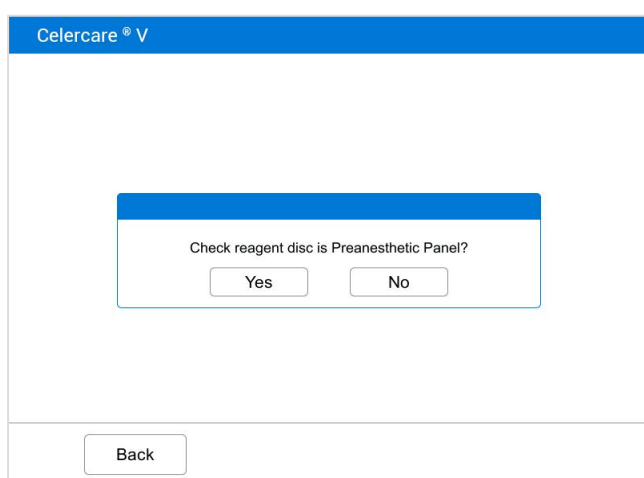 Celercare ® V
Check reagent disc is Preanesthetic Panel?
Yes No
Back